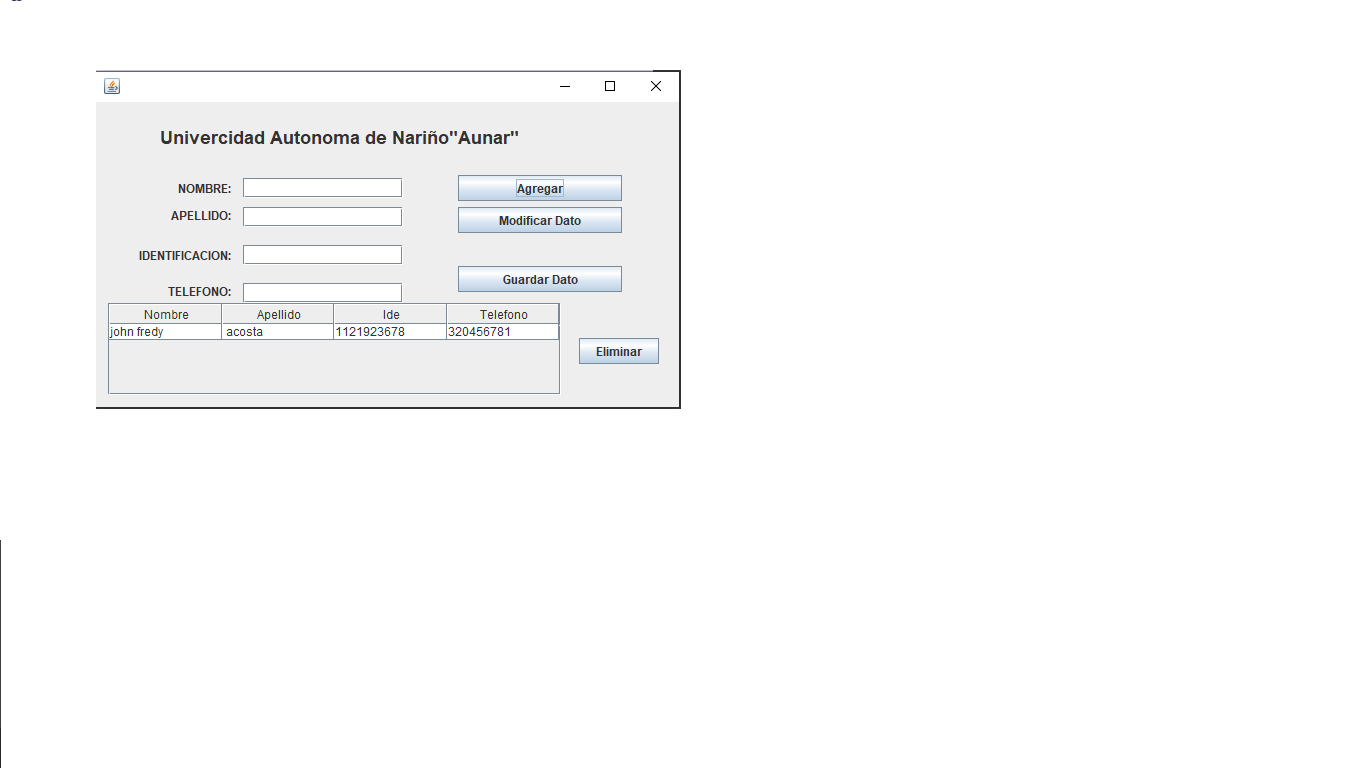 Univercidad Autonoma de Nariño"Aunar"
NOMBRE:
Agregar
APELLIDO:
Modificar Dato
IDENTIFICACION:
Guardar Dato
TELEFONO:
Nombre Apellido Ide Telefono
john fredy acosta 1121923678 320456781
Eliminar